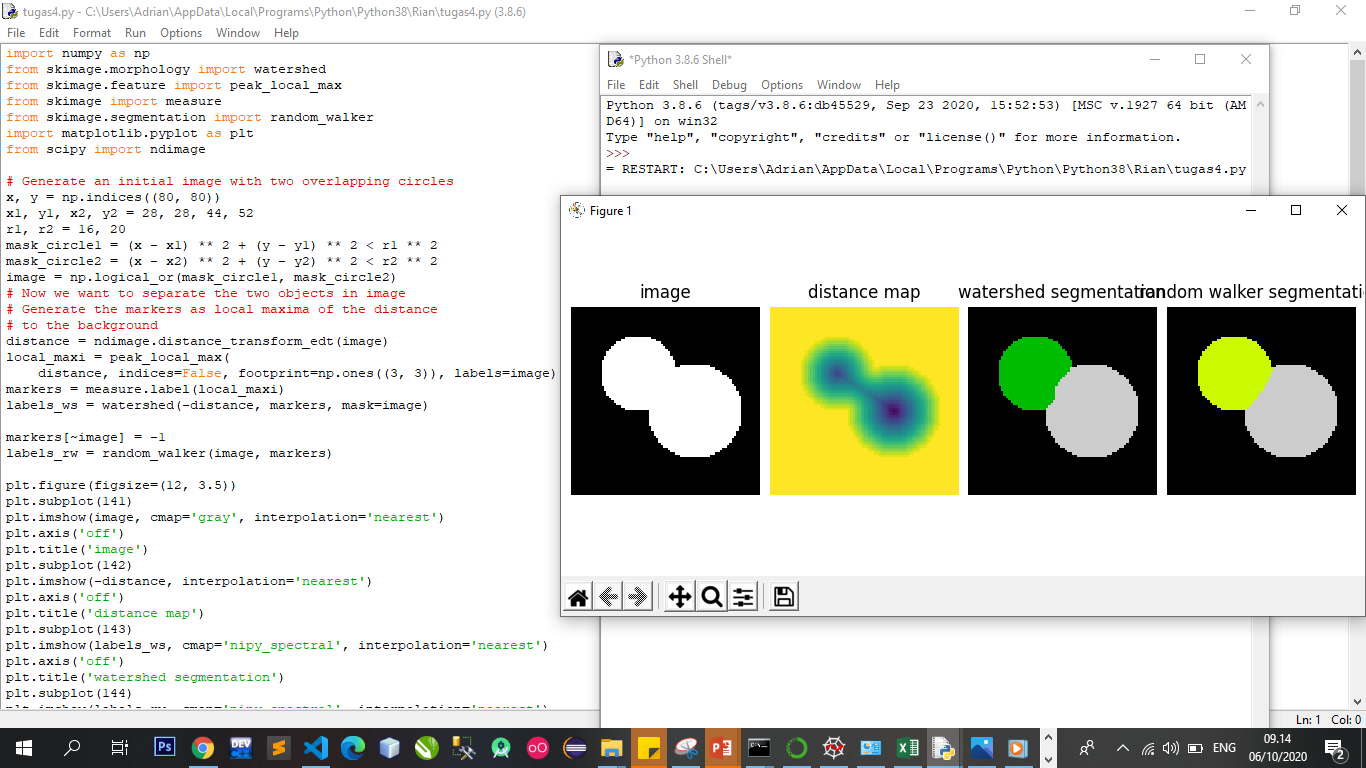 tugas4.py - C:\Users\Adrian\AppData\Local\Programs\Python\Python38\Rian\tugas4.py (3.8.6)
File Edit Format Run Options Window Help
import numpy as np
from skimage.morphology import watershed
from skimage.feature import peak_local_max
from skimage import measure
from skimage.segmentation import random_walker
import matplotlib.pyplot as plt
from scipy import ndimage
# Generate an initial image with two overlapping circles
x, y = np.indices((80, 80))
x1, y1, x2, y2 = 28, 28, 44, 52
r1, r2 = 16, 20
mask_circle1 = (x - x1) ** 2 + (y - y1) ** 2 < r1 ** 2
mask_circle2 = (x - x2) ** 2 + (y - y2) ** 2 < r2 ** 2
image = np.logical_or(mask_circle1, mask_circle2)
# Now we want to separate the two objects in image
# Generate the markers as local maxima of the distance
# to the background
distance = ndimage.distance_transform_edt(image)
local_maxi = peak_local_max(
    distance, indices=False, footprint=np.ones((3, 3)), labels=image)
markers = measure.label(local_maxi)
labels_ws = watershed(-distance, markers, mask=image)
markers[~image] = -1
labels_rw = random_walker(image, markers)
plt.figure(figsize=(12, 3.5))
plt.subplot(141)
plt.imshow(image, cmap='gray', interpolation='nearest')
plt.axis('off')
plt.title('image')
plt.subplot(142)
plt.imshow(-distance, interpolation='nearest')
plt.axis('off')
plt.title('distance map')
plt.subplot(143)
plt.imshow(labels_ws, cmap='nipy_spectral', interpolation='nearest')
plt.axis('off')
plt.title('watershed segmentation')
plt.subplot(144)
*Python 3.8.6 Shell*
File Edit Shell Debug Options Window Help
Python 3.8.6 (tags/v3.8.6:db45529, Sep 23 2020, 15:52:53) [MSC v.1927 64 bit (AM
D64)] on win32
Type "help", "copyright", "credits" or "license()" for more information.
>>>
= RESTART: C:\Users\Adrian\AppData\Local\Programs\Python\Python38\Rian\tugas4.py
Figure 1
image
distance map
watershed segmentation
random walker segmentati
Ln: 1 Col: 0
Ps
DEV
ENG
09.14
06/10/2020
2